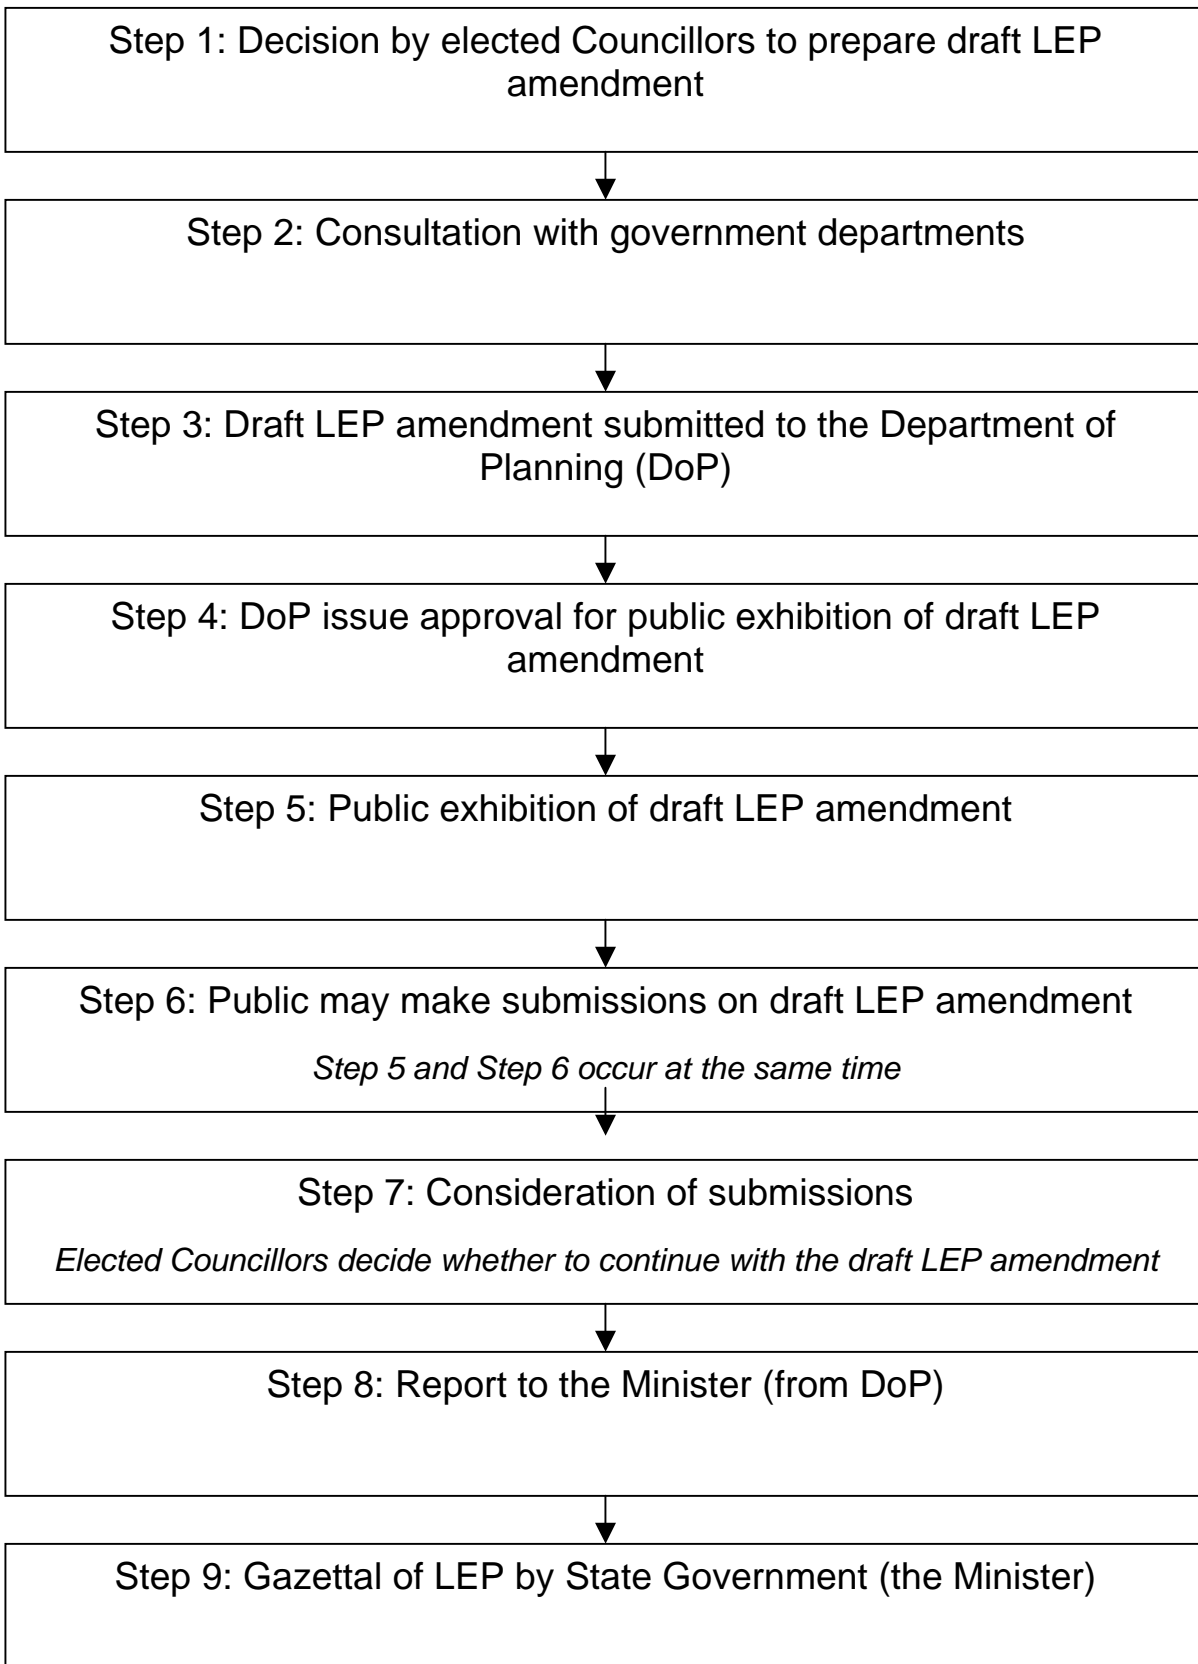 Step 1: Decision by elected Councillors to prepare draft LEP
amendment
Step 2: Consultation with government departments
Step 3: Draft LEP amendment submitted to the Department of
Planning (DoP)
Step 4: DoP issue approval for public exhibition of draft LEP
amendment
Step 5: Public exhibition of draft LEP amendment
Step 6: Public may make submissions on draft LEP amendment
Step 5 and Step 6 occur at the same time
Step 7: Consideration of submissions
Elected Councillors decide whether to continue with the draft LEP amendment
Step 8: Report to the Minister (from DoP)
Step 9: Gazettal of LEP by State Government (the Minister)